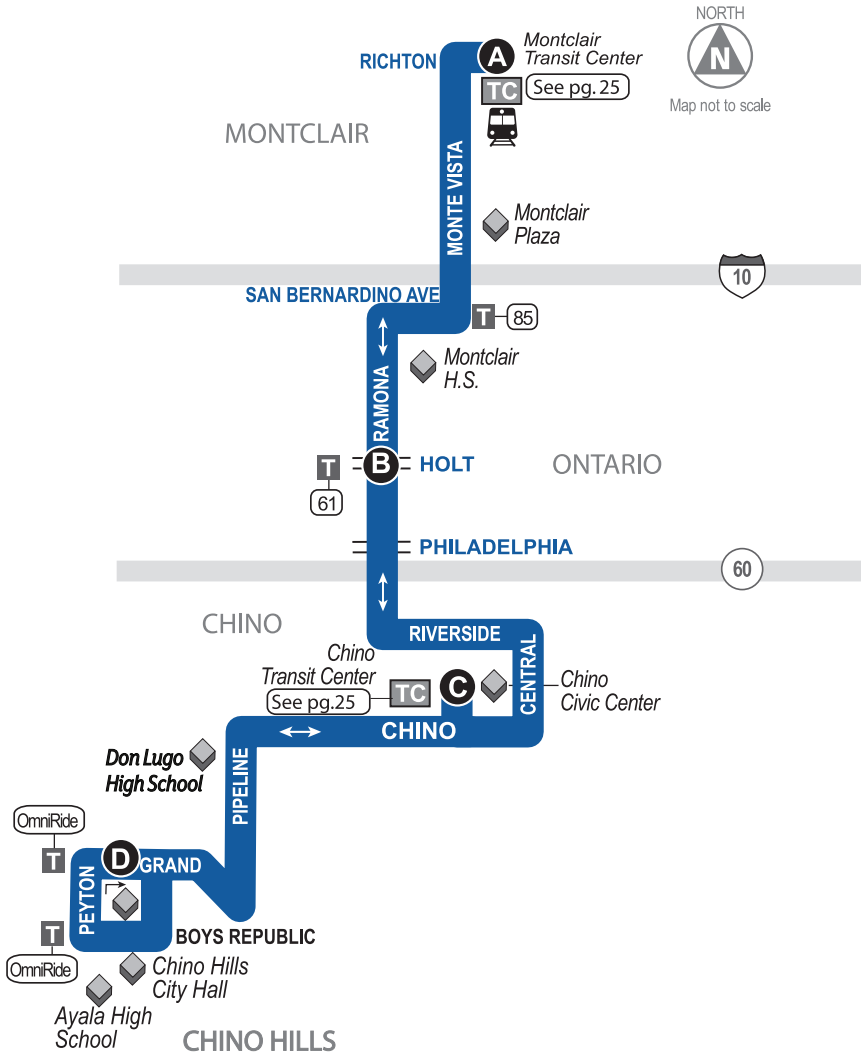 NORTH
N
Map not to scale
RICHTON
A
Montclair
Transit Center
TC
See pg. 25
MONTCLAIR
MONTE VISTA
Montclair
Plaza
10
SAN BERNARDINO AVE
T
85
Montclair
H.S.
RAMONA
T
61
B
HOLT
ONTARIO
PHILADELPHIA
60
CHINO
RIVERSIDE
CENTRAL
Chino
Transit Center
See pg.25
TC
C
Chino
Civic Center
CHINO
PIPELINE
Don Lugo
High School
OmniRide
T
D
GRAND
PEYTON
T
OmniRide
BOYS REPUBLIC
Chino Hills
City Hall
Ayala High
School
CHINO HILLS